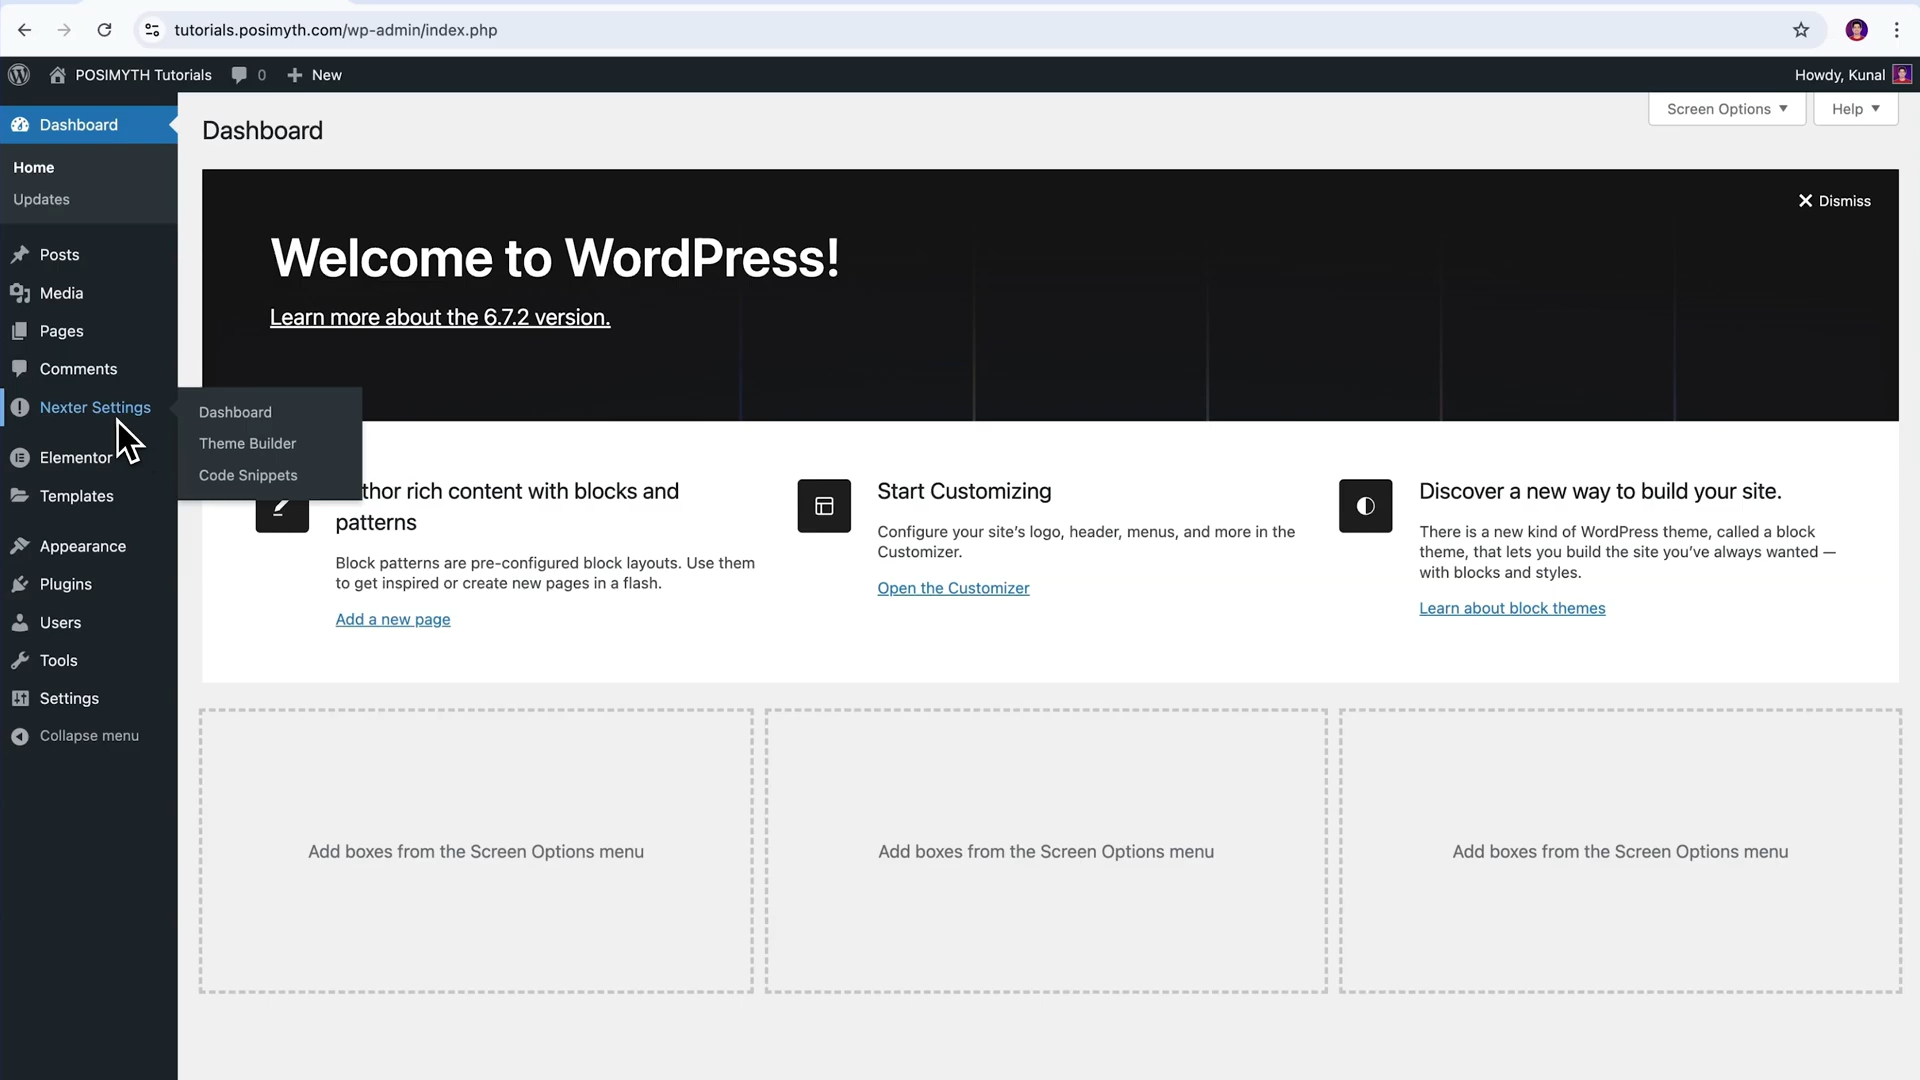 tutorials.posimyth.com/wp-admin/index.php
POSIMYTH Tutorials
0
New
Howdy, Kunal
Dashboard
Home
Updates
Posts
Media
Pages
Comments
Nexter Settings
Elementor
Templates
Appearance
Plugins
Users
Tools
Settings
Collapse menu
Dashboard
Theme Builder
Code Snippets
Dashboard
Screen Options
Help
Dismiss
Welcome to WordPress!
Learn more about the 6.7.2 version.
thor rich content with blocks and
patterns
Block patterns are pre-configured block layouts. Use them
to get inspired or create new pages in a flash.
Add a new page
Start Customizing
Configure your site's logo, header, menus, and more in the
Customizer.
Open the Customizer
Discover a new way to build your site.
There is a new kind of WordPress theme, called a block
theme, that lets you build the site you've always wanted —
with blocks and styles.
Learn about block themes
Add boxes from the Screen Options menu
Add boxes from the Screen Options menu
Add boxes from the Screen Options menu